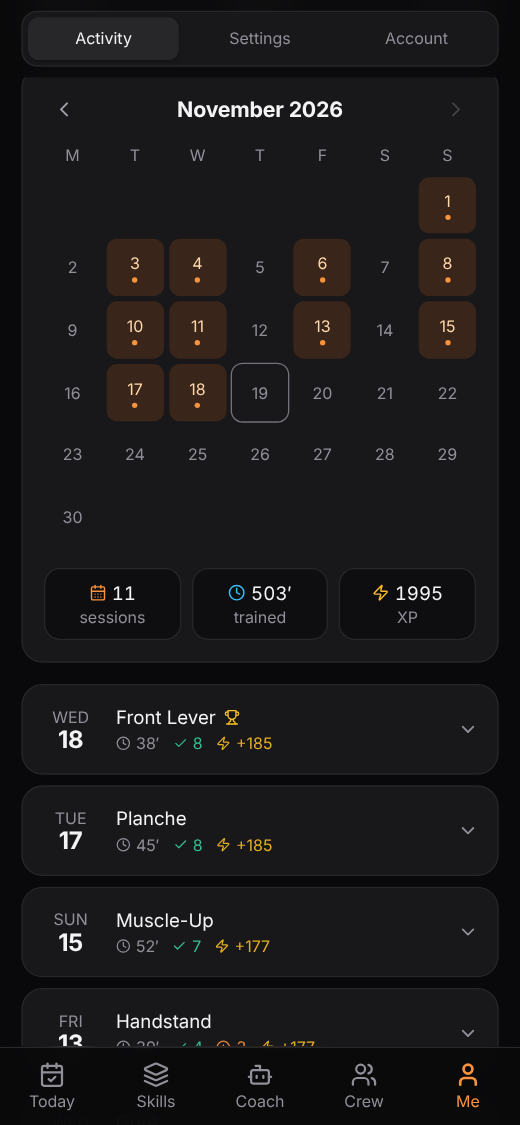 Activity Settings Account
November 2026
M T W T F S S
1
2 3 4 5 6 7 8
9 10 11 12 13 14 15
16 17 18 19 20 21 22
23 24 25 26 27 28 29
30
11 503′ 1995
sessions trained XP
WED Front Lever
18 38′ 8 +185
TUE Planche
17 45′ 8 +185
SUN Muscle-Up
15 52′ 7 +177
FRI Handstand
13 4 +177
Today Skills Coach Crew Me